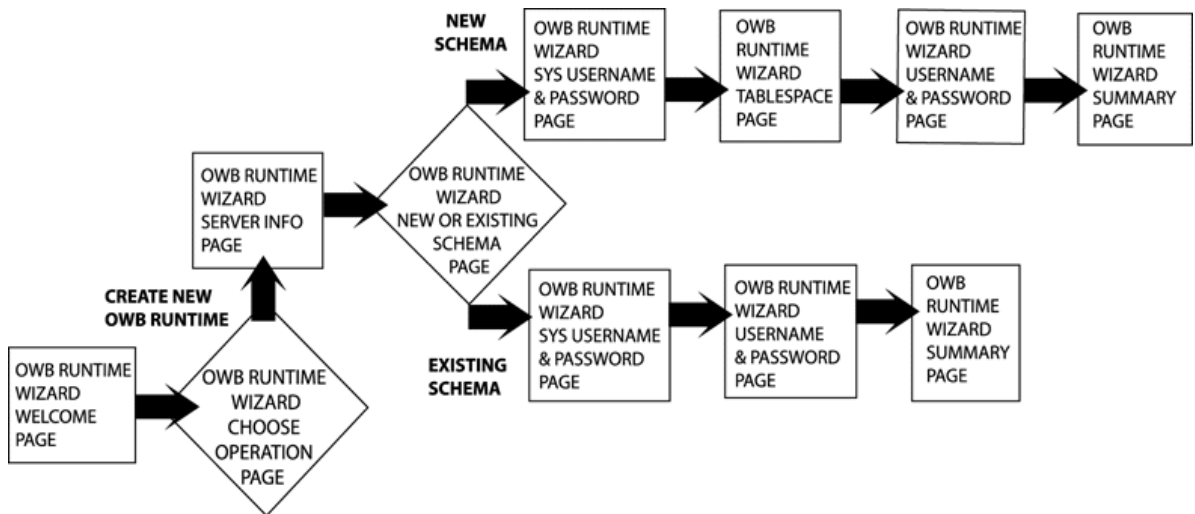 OWB RUNTIME
WIZARD
WELCOME
PAGE
OWB RUNTIME
WIZARD
CHOOSE
OPERATION
PAGE
CREATE NEW
OWB RUNTIME
OWB RUNTIME
WIZARD
SERVER INFO
PAGE
OWB RUNTIME
WIZARD
NEW OR EXISTING
SCHEMA
PAGE
NEW
SCHEMA
OWB RUNTIME
WIZARD
SYS USERNAME
& PASSWORD
PAGE
OWB
RUNTIME
WIZARD
TABLESPACE
PAGE
OWB RUNTIME
WIZARD
USERNAME
& PASSWORD
PAGE
OWB
RUNTIME
WIZARD
SUMMARY
PAGE
EXISTING
SCHEMA
OWB RUNTIME
WIZARD
SYS USERNAME
& PASSWORD
PAGE
OWB RUNTIME
WIZARD
USERNAME
& PASSWORD
PAGE
OWB
RUNTIME
WIZARD
SUMMARY
PAGE